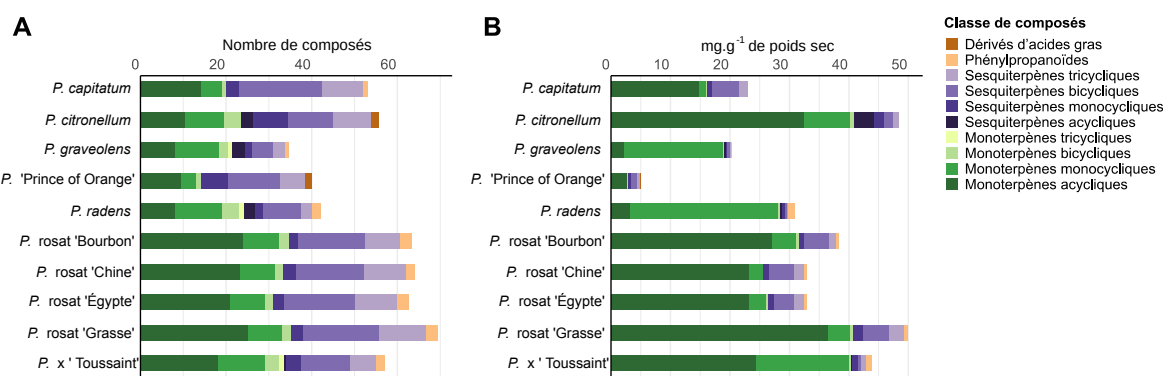 A
Nombre de composés
0 20 40 60
P. capitatum
P. citronellum
P. graveolens
P. 'Prince of Orange'
P. radens
P. rosat 'Bourbon'
P. rosat 'Chine'
P. rosat 'Égypte'
P. rosat 'Grasse'
P. x ' Toussaint'
B
mg.g-1 de poids sec
0 10 20 30 40 50
P. capitatum
P. citronellum
P. graveolens
P. 'Prince of Orange'
P. radens
P. rosat 'Bourbon'
P. rosat 'Chine'
P. rosat 'Égypte'
P. rosat 'Grasse'
P. x ' Toussaint'
Classe de composés
Dérivés d'acides gras
Phénylpropanoïdes
Sesquiterpènes tricycliques
Sesquiterpènes bicycliques
Sesquiterpènes monocycliques
Sesquiterpènes acycliques
Monoterpènes tricycliques
Monoterpènes bicycliques
Monoterpènes monocycliques
Monoterpènes acycliques